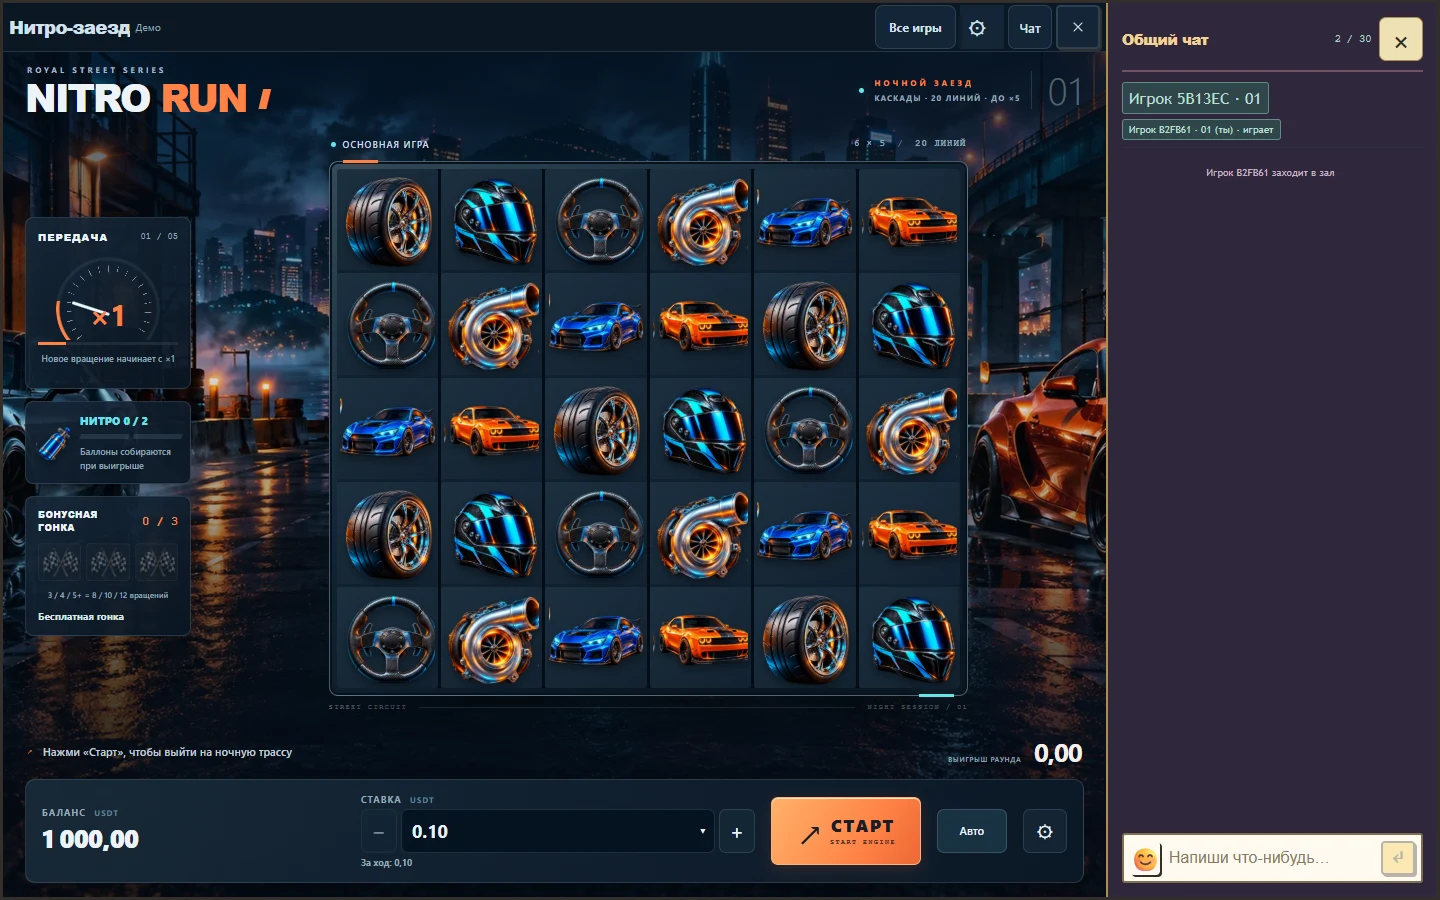 Нитро-заезд Демо
Все игры
Чат
ROYAL STREET SERIES
NITRO RUN
НОЧНОЙ ЗАЕЗД
КАСКАДЫ · 20 ЛИНИЙ · ДО ×5
01
ОСНОВНАЯ ИГРА
6 × 5 / 20 ЛИНИЙ
ПЕРЕДАЧА 01 / 05
×1
Новое вращение начинает с ×1
НИТРО 0 / 2
Баллоны собираются
при выигрыше
БОНУСНАЯ
ГОНКА
0 / 3
3 / 4 / 5+ = 8 / 10 / 12 вращений
Бесплатная гонка
STREET CIRCUIT
NIGHT SESSION / 01
Нажми «Старт», чтобы выйти на ночную трассу
ВЫИГРЫШ РАУНДА 0,00
БАЛАНС USDT
1 000,00
СТАВКА USDT
− 0.10 +
За ход: 0,10
СТАРТ
START ENGINE
Авто
Общий чат
2 / 30
Игрок 5B13EC · 01
Игрок B2FB61 · 01 (ты) · играет
Игрок B2FB61 заходит в зал
Напиши что-нибудь...